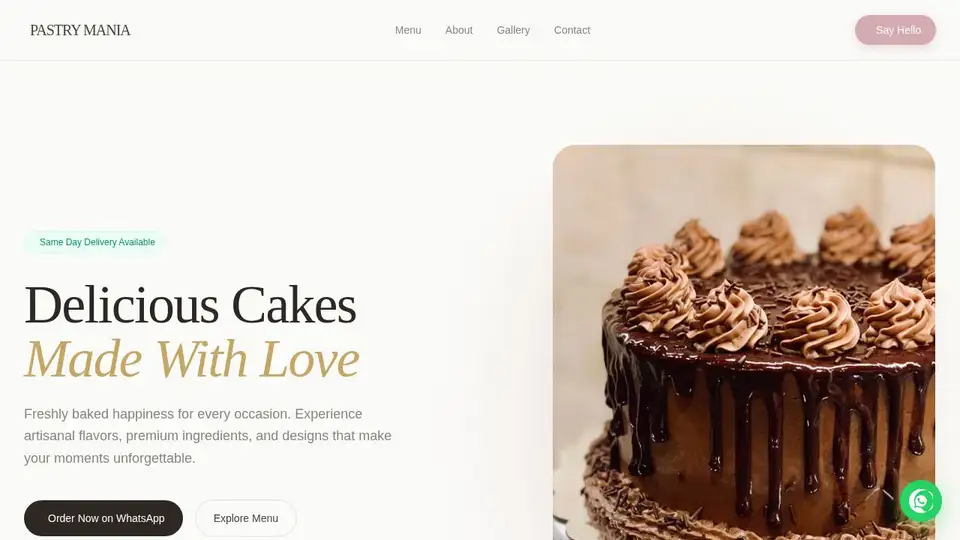 PASTRY MANIA
Menu
About
Gallery
Contact
Say Hello
Same Day Delivery Available
Delicious Cakes
Made With Love
Freshly baked happiness for every occasion. Experience
artisanal flavors, premium ingredients, and designs that make
your moments unforgettable.
Order Now on WhatsApp
Explore Menu